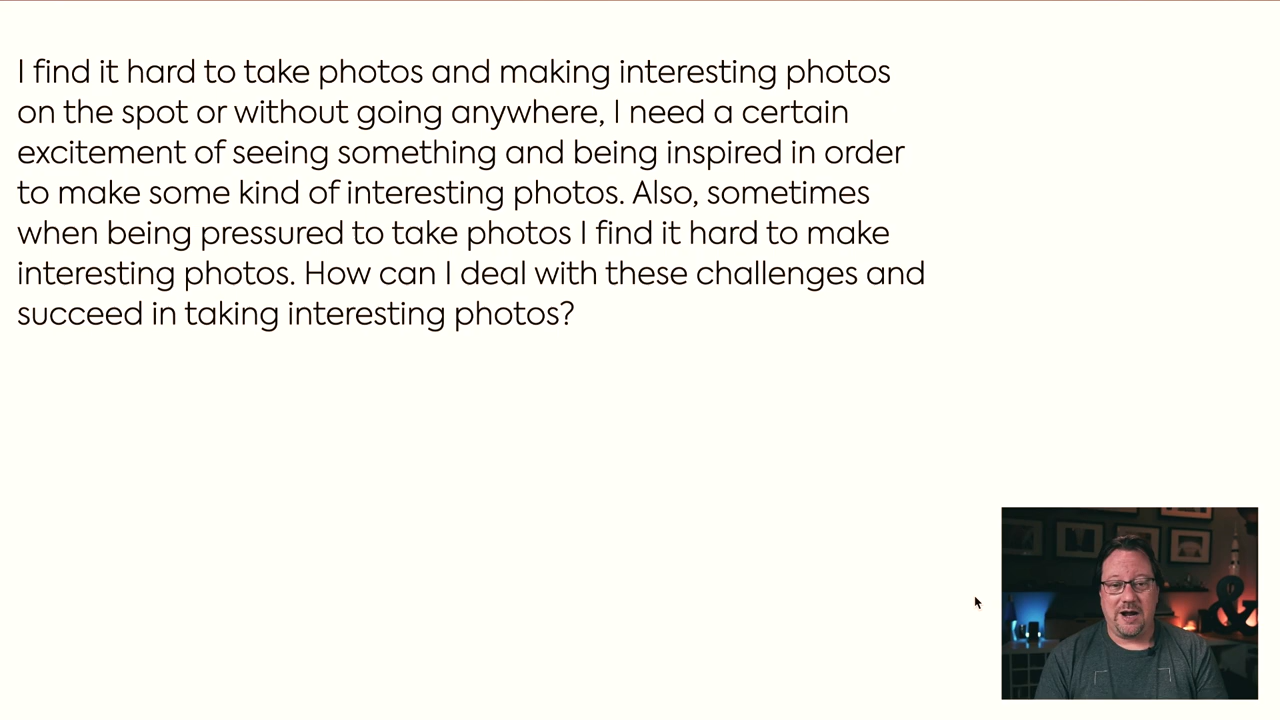 I find it hard to take photos and making interesting photos
on the spot or without going anywhere, I need a certain
excitement of seeing something and being inspired in order
to make some kind of interesting photos. Also, sometimes
when being pressured to take photos I find it hard to make
interesting photos. How can I deal with these challenges and
succeed in taking interesting photos?
&